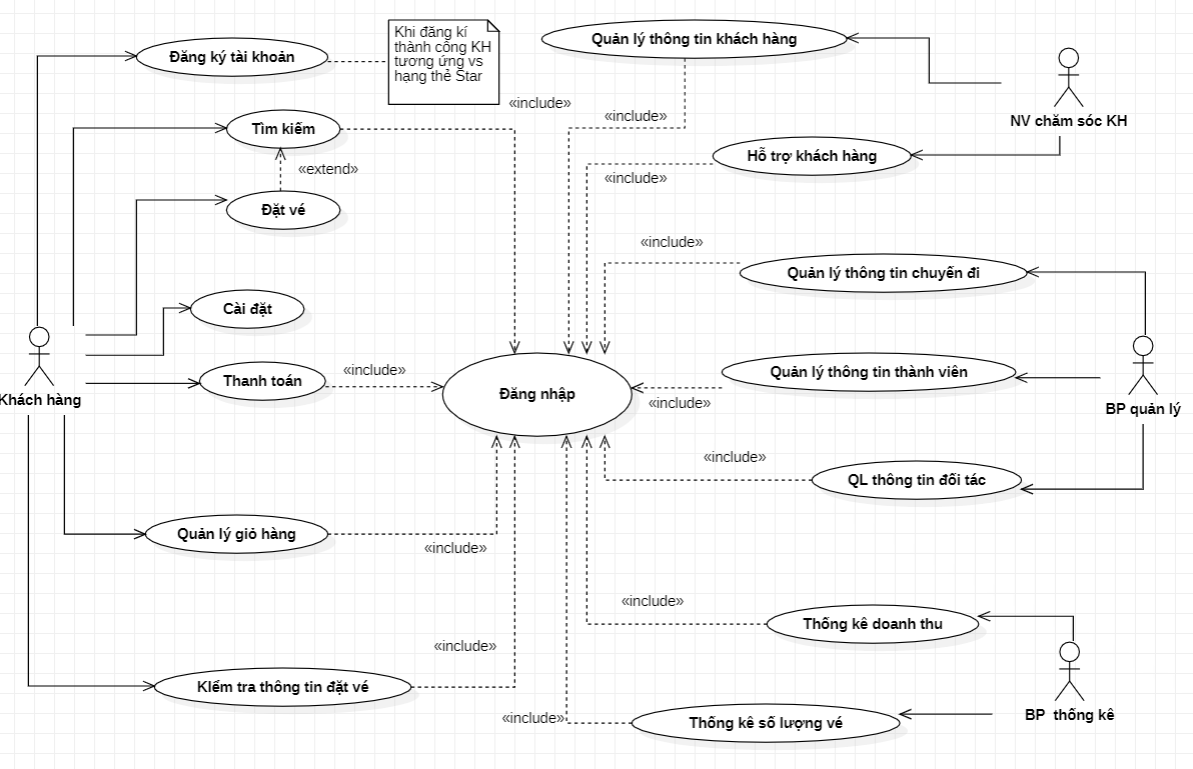 Đăng ký tài khoản
Khi đăng kí
thành công KH
tương ứng vs
hạng thẻ Star
Quản lý thông tin khách hàng
«include»
«include»
NV chăm sóc KH
Tìm kiếm
Hỗ trợ khách hàng
«extend»
«include»
Đặt vé
«include»
Quản lý thông tin chuyến đi
Cài đặt
«include»
Thanh toán
Quản lý thông tin thành viên
Đăng nhập
Khách hàng
«include»
BP quản lý
«include»
QL thông tin đối tác
Quản lý giỏ hàng
«include»
«include»
Thống kê doanh thu
«include»
KIểm tra thông tin đặt vé
BP thống kê
«include»
Thống kê số lượng vé